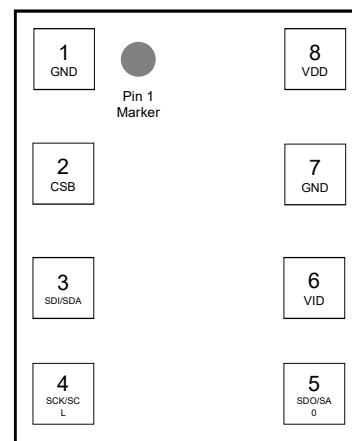 1
GND
Pin 1
Marker
8
VDD
2
CSB
7
GND
3
SDI/SDA
6
VID
4
SCK/SC
L
5
SDO/SA
0